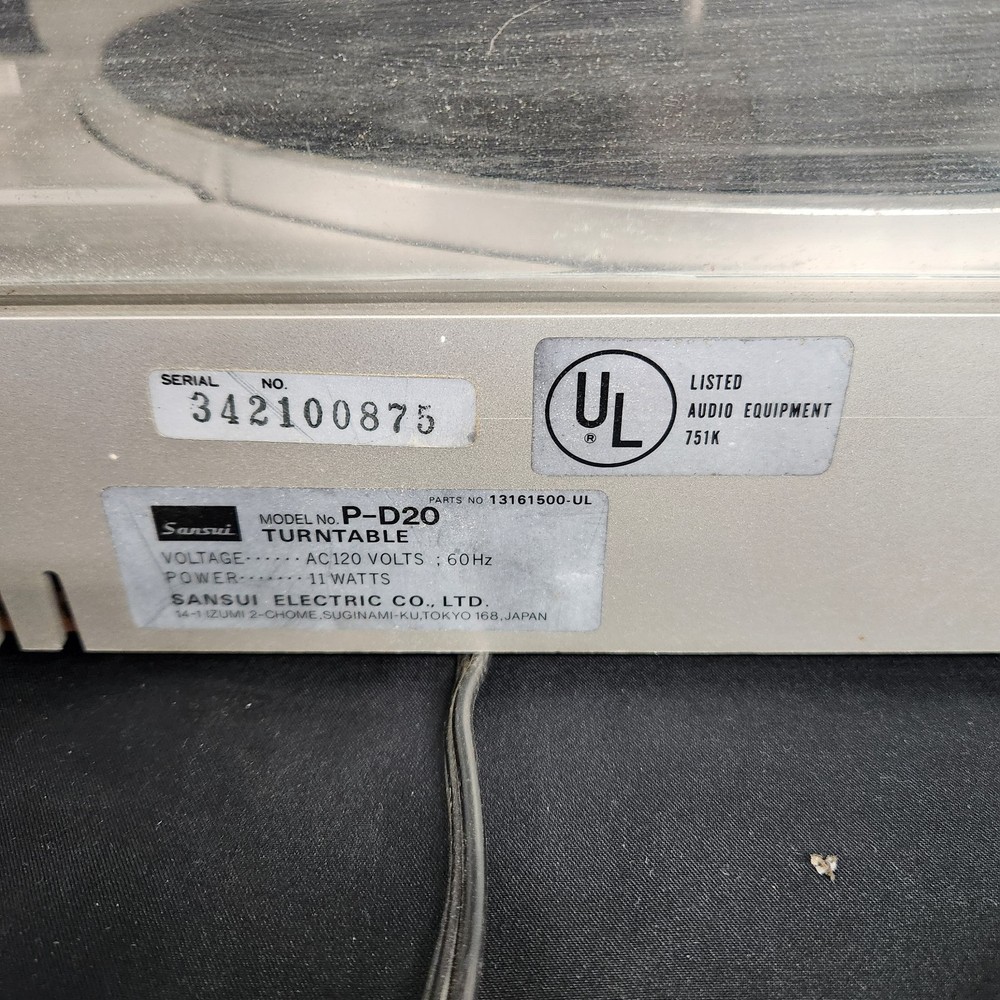 SERIAL NO.
342100875
UL
®
LISTED
AUDIO EQUIPMENT
751K
PARTS NO 13161500-UL
Sansui
MODEL No. P-D20
TURNTABLE
VOLTAGE······ AC120 VOLTS ; 60Hz
POWER······· 11 WATTS
SANSUI ELECTRIC CO., LTD.
14-1 IZUMI 2-CHOME, SUGINAMI-KU, TOKYO 168, JAPAN